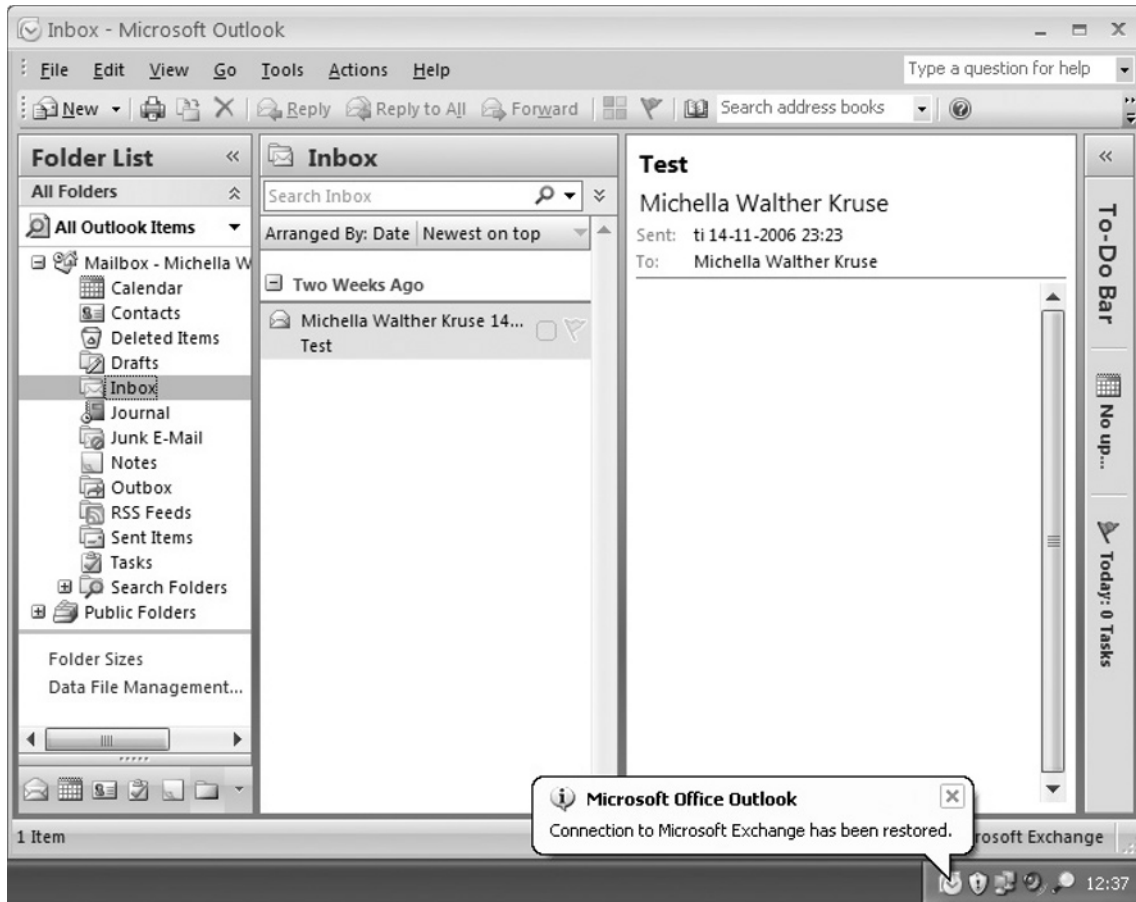 Inbox - Microsoft Outlook
File Edit View Go Tools Actions Help
Type a question for help
New Reply Reply to All Forward Search address books
Folder List
All Folders
All Outlook Items
Mailbox - Michella W
Calendar
Contacts
Deleted Items
Drafts
Inbox
Journal
Junk E-Mail
Notes
Outbox
RSS Feeds
Sent Items
Tasks
Search Folders
Public Folders
Folder Sizes
Data File Management...
Inbox
Search Inbox
Arranged By: Date Newest on top
Two Weeks Ago
Michella Walther Kruse 14...
Test
Test
Michella Walther Kruse
Sent: ti 14-11-2006 23:23
To: Michella Walther Kruse
To-Do Bar
No up...
Today: 0 Tasks
Microsoft Office Outlook
Connection to Microsoft Exchange has been restored.
1 Item
rosoft Exchange
12:37